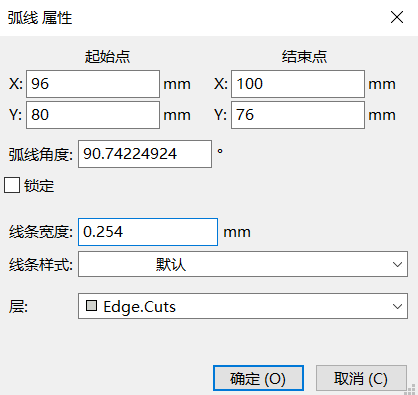 弧线 属性
起始点 结束点
X: 96 mm X: 100 mm
Y: 80 mm Y: 76 mm
弧线角度: 90.74224924 °
锁定
线条宽度: 0.254 mm
线条样式: 默认
层: Edge.Cuts
确定 (O) 取消 (C)